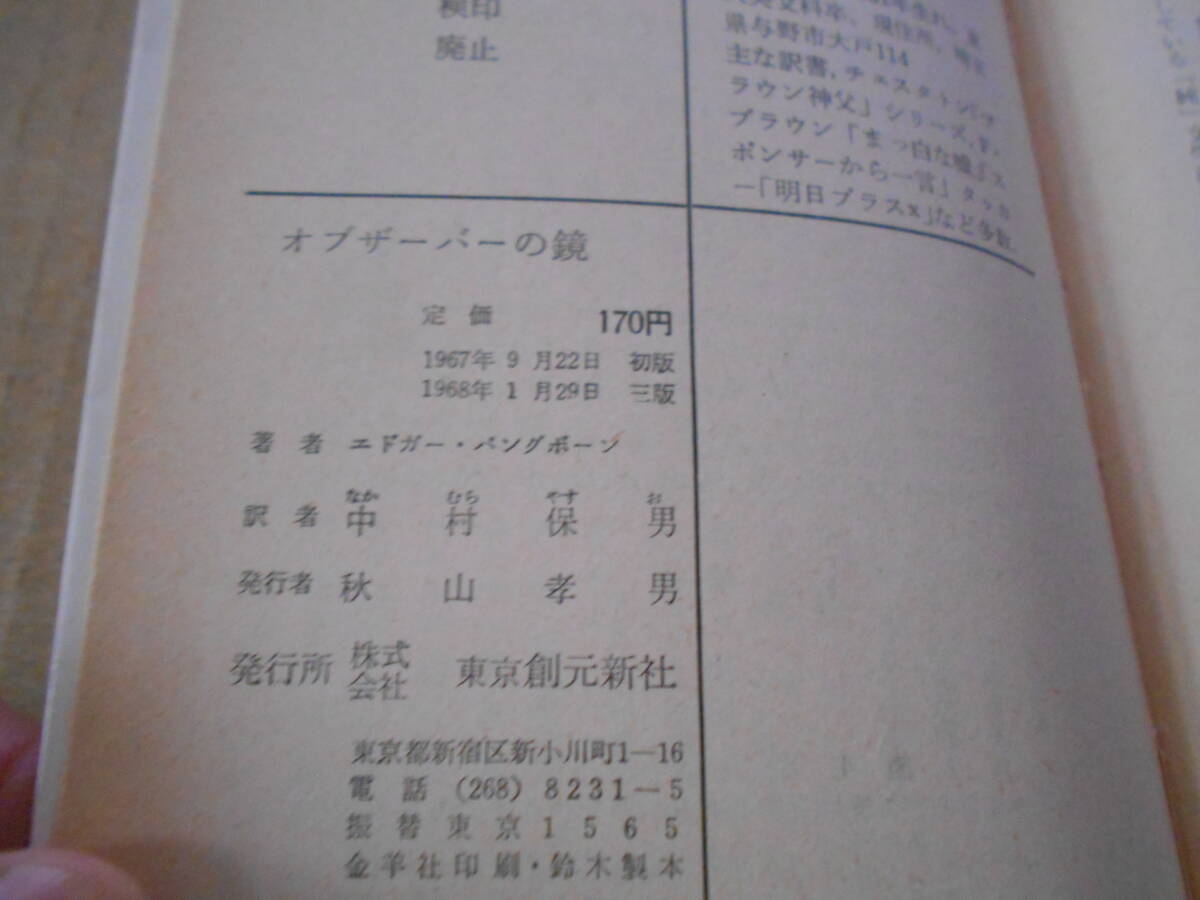 検印
廃止
県与野市大戸114
主な訳書、チェスタトン「ブ
ラウン神父」シリーズ、F.
ブラウン「まっ白な嘘」「ス
ポンサーから一言」タッカ
ー「明日プラスX」など多数.
オブザーバーの鏡
定価 170円
1967年 9 月22日 初版
1968年 1 月29日 三版
著者 エドガー・パングボーン
なか むら やす お
訳者 中村保男
発行者 秋山孝男
発行所 株式会社 東京創元新社
東京都新宿区新小川町1—16
電話 (268) 8231—5
振替東京1565
金羊社印刷・鈴木製本